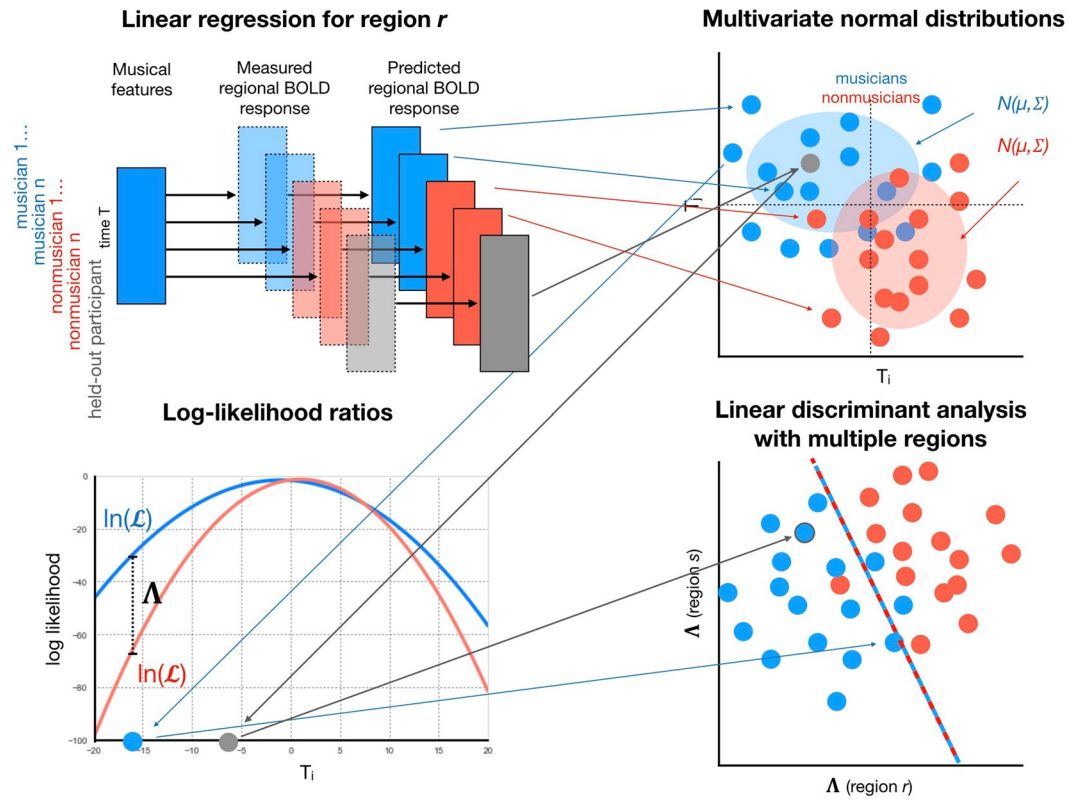 Linear regression for region r
Musical
features
Measured
regional BOLD
response
Predicted
regional BOLD
response
musician 1…
musician n
nonmusician 1…
nonmusician n
held-out participant
time T
Multivariate normal distributions
musicians
nonmusicians
N(μ,Σ)
N(μ,Σ)
Tj
Ti
Log-likelihood ratios
ln(ℒ)
Λ
ln(ℒ)
log likelihood
0
−20
−40
−60
−80
−100
−20
−15
−10
−5
0
5
10
15
20
Ti
Linear discriminant analysis
with multiple regions
Λ (region s)
Λ (region r)